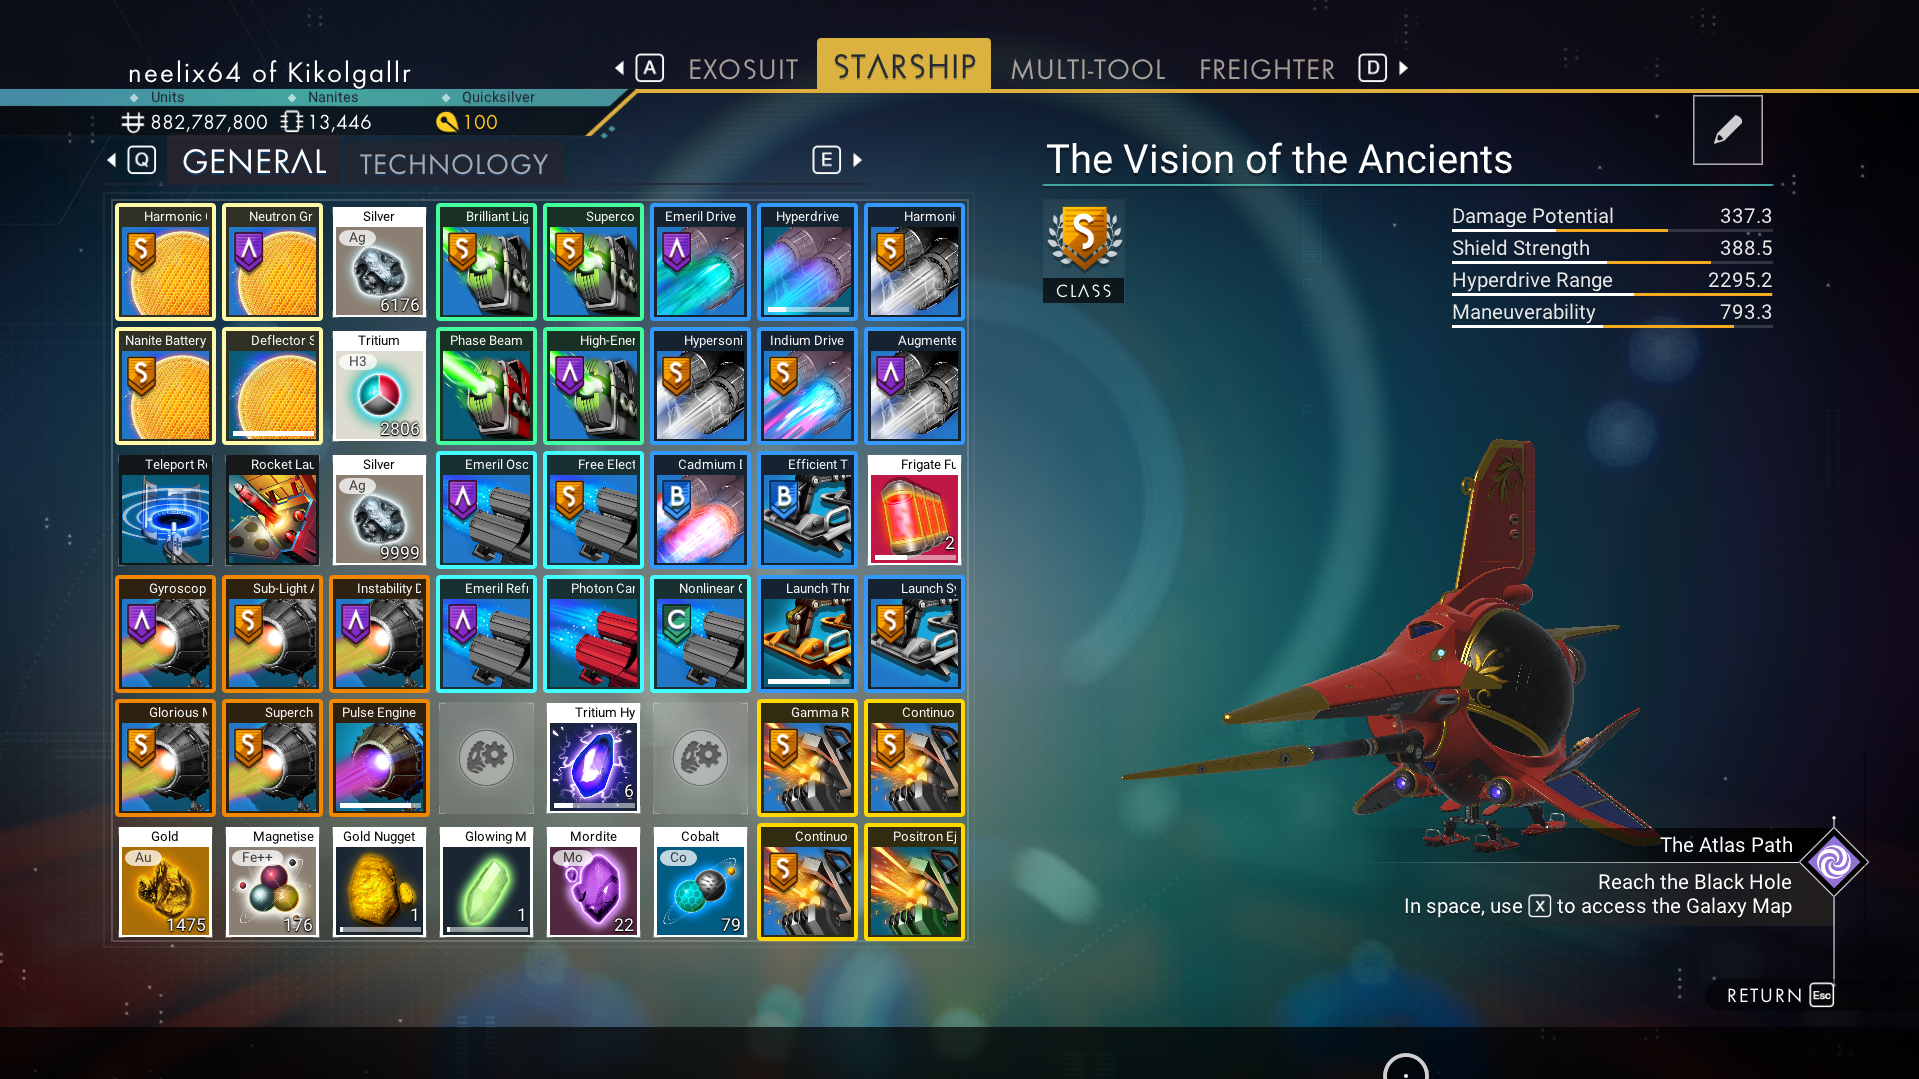 neelix64 of Kikolgallr
A EXOSUIT STARSHIP MULTI-TOOL FREIGHTER D
Units Nanites Quicksilver
882,787,800 13,446 100
Q GENERAL TECHNOLOGY E
Harmonic Neutron Gr Silver Brilliant Lig Superco Emeril Drive Hyperdrive Harmoni
S A Ag 6176 S S A S
Nanite Battery Deflector S Tritium Phase Beam High-Ener Hypersoni Indium Drive Augmente
S H3 2806 A S S A
Teleport Re Rocket Lau Silver Emeril Osc Free Elect Cadmium D Efficient T Frigate Fu
Ag 9999 A S B B 2
Gyroscop Sub-Light A Instability D Emeril Refr Photon Can Nonlinear O Launch Thr Launch Sy
A S A A C S
Glorious M Superch Pulse Engine Tritium Hy Gamma R Continuo
S S 6 S S
Gold Magnetise Gold Nugget Glowing M Mordite Cobalt Continuo Positron Ej
Au 1475 Fe++ 176 1 1 Mo 22 Co 79 S
The Vision of the Ancients
S
CLASS
Damage Potential 337.3
Shield Strength 388.5
Hyperdrive Range 2295.2
Maneuverability 793.3
The Atlas Path
Reach the Black Hole
In space, use X to access the Galaxy Map
RETURN Esc